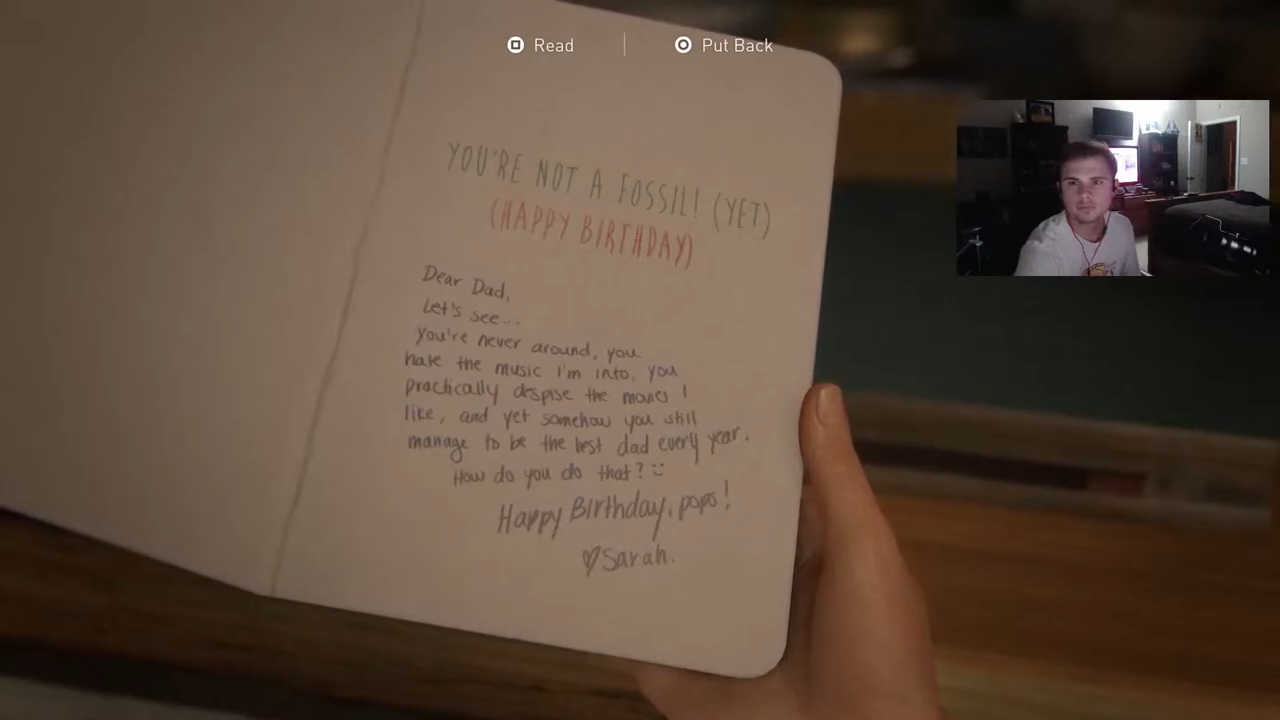 Read
Put Back
YOU'RE NOT A FOSSIL! (YET)
(HAPPY BIRTHDAY)
Dear Dad,
Let's see...
You're never around, you
hate the music I'm into, you
practically despise the movies I
like, and yet somehow you still
manage to be the best dad every year.
How do you do that? :)
Happy Birthday, pops!
♡Sarah.